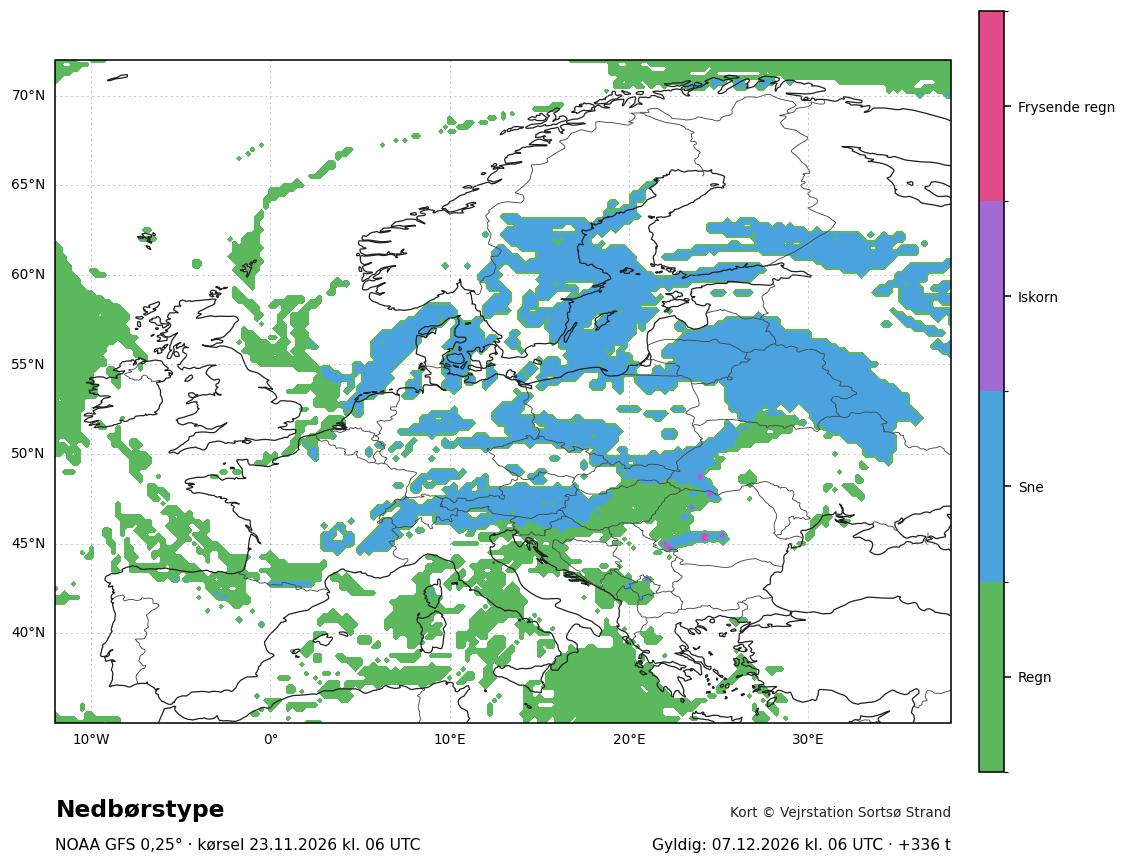 70°N
65°N
60°N
55°N
50°N
45°N
40°N
10°W
0°
10°E
20°E
30°E
Frysende regn
Iskorn
Sne
Regn
Nedbørstype
Kort © Vejrstation Sortsø Strand
NOAA GFS 0,25° · kørsel 23.11.2026 kl. 06 UTC
Gyldig: 07.12.2026 kl. 06 UTC · +336 t